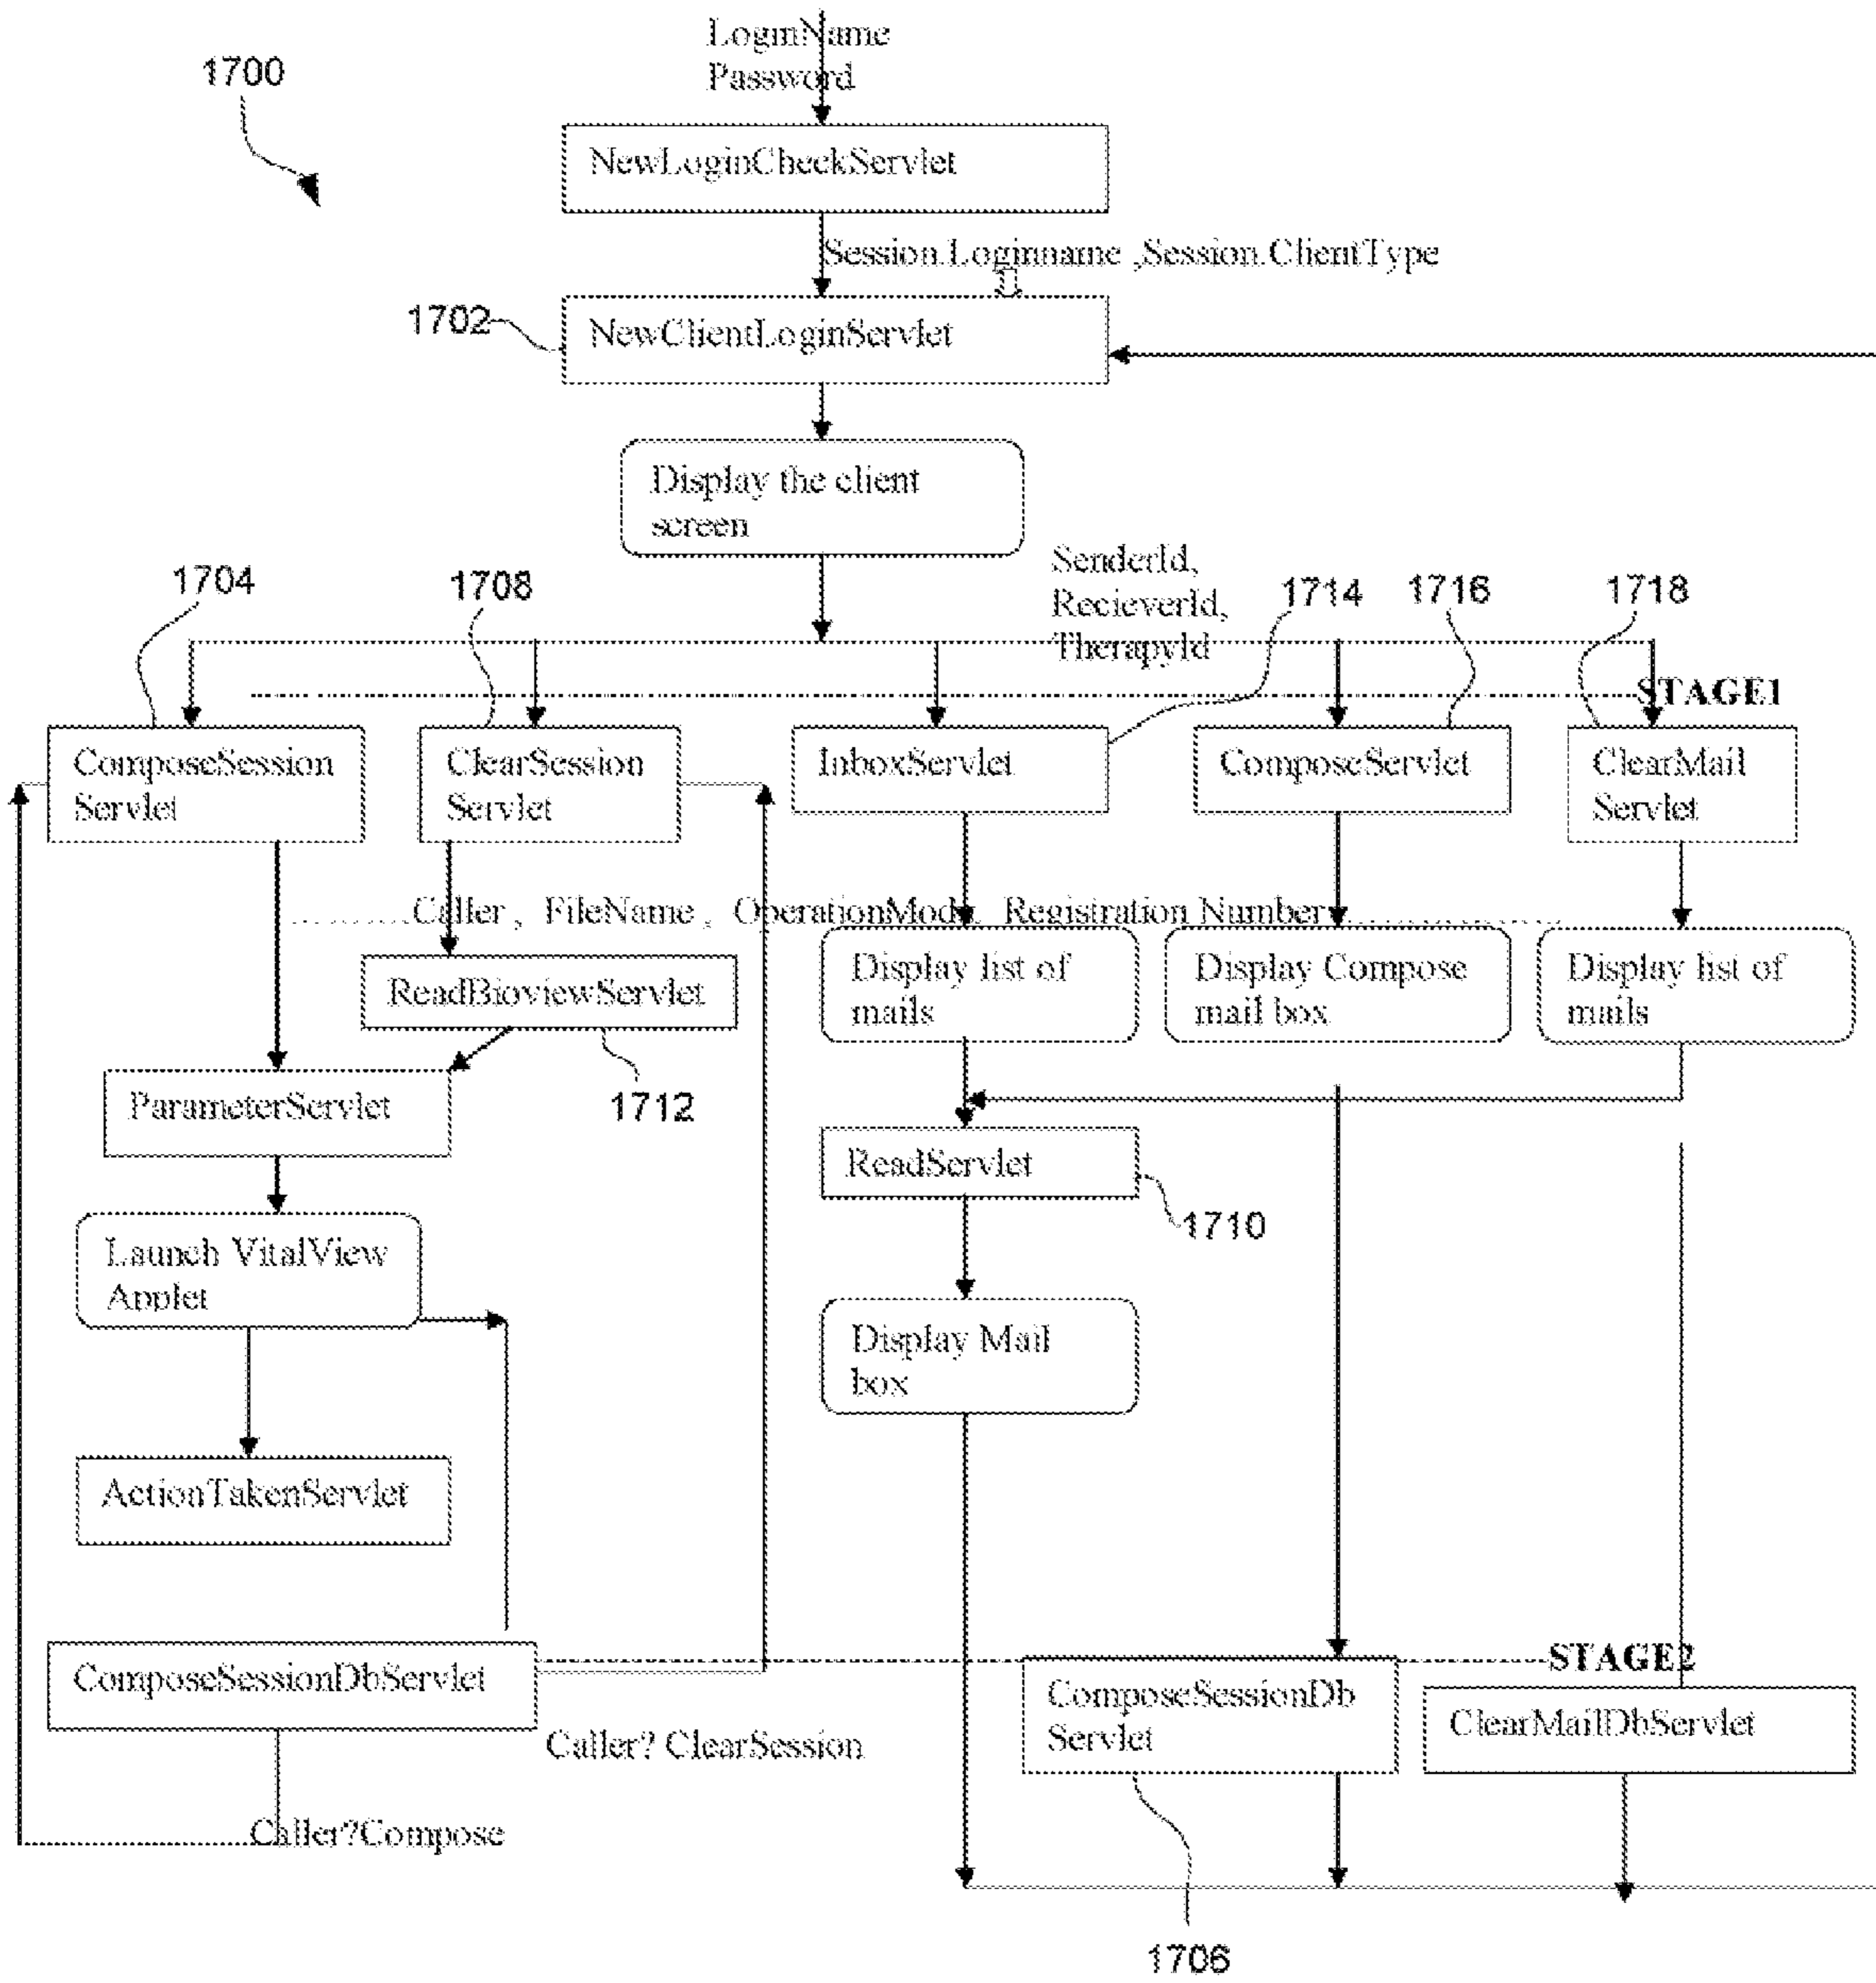 LoginName
Password
1700
NewLoginCheckServlet
Session.Loginname ,Session.ClientType
1702
NewClientLoginServlet
Display the client
screen
SenderId,
RecieverId,
TherapyId
1704
1708
1714
1716
1718
STAGE1
ComposeSession
Servlet
ClearSession
Servlet
InboxServlet
ComposeServlet
ClearMail
Servlet
Caller , FileName , OperationMode, Registration Number
ReadBioviewServlet
Display list of
mails
Display Compose
mail box
Display list of
mails
1712
ParameterServlet
ReadServlet
1710
Launch VitalView
Applet
Display Mail
box
ActionTakenServlet
STAGE2
ComposeSessionDbServlet
ComposeSessionDb
Servlet
ClearMailDbServlet
Caller? ClearSession
Caller?Compose
1706